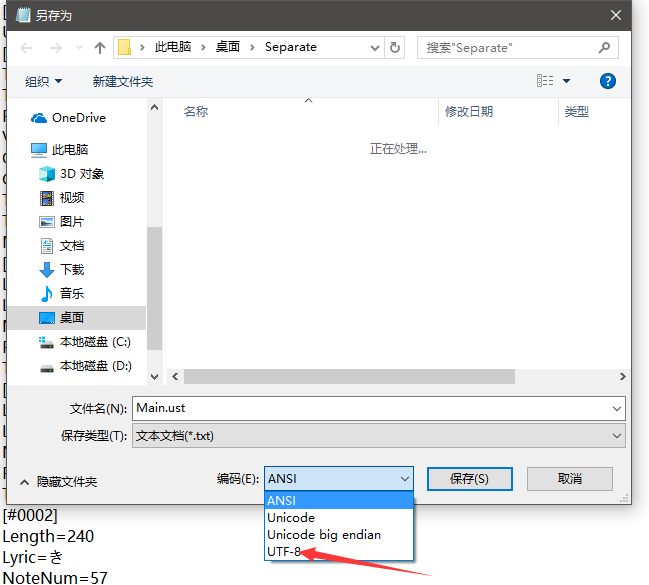 另存为
此电脑 桌面 Separate
搜索"Separate"
组织 新建文件夹
名称 修改日期 类型
正在处理...
OneDrive
此电脑
3D 对象
视频
图片
文档
下载
音乐
桌面
本地磁盘 (C:)
本地磁盘 (D:)
文件名(N): Main.ust
保存类型(T): 文本文档(*.txt)
隐藏文件夹 编码(E): ANSI 保存(S) 取消
ANSI
Unicode
Unicode big endian
UTF-8
[#0002]
Length=240
Lyric=き
NoteNum=57